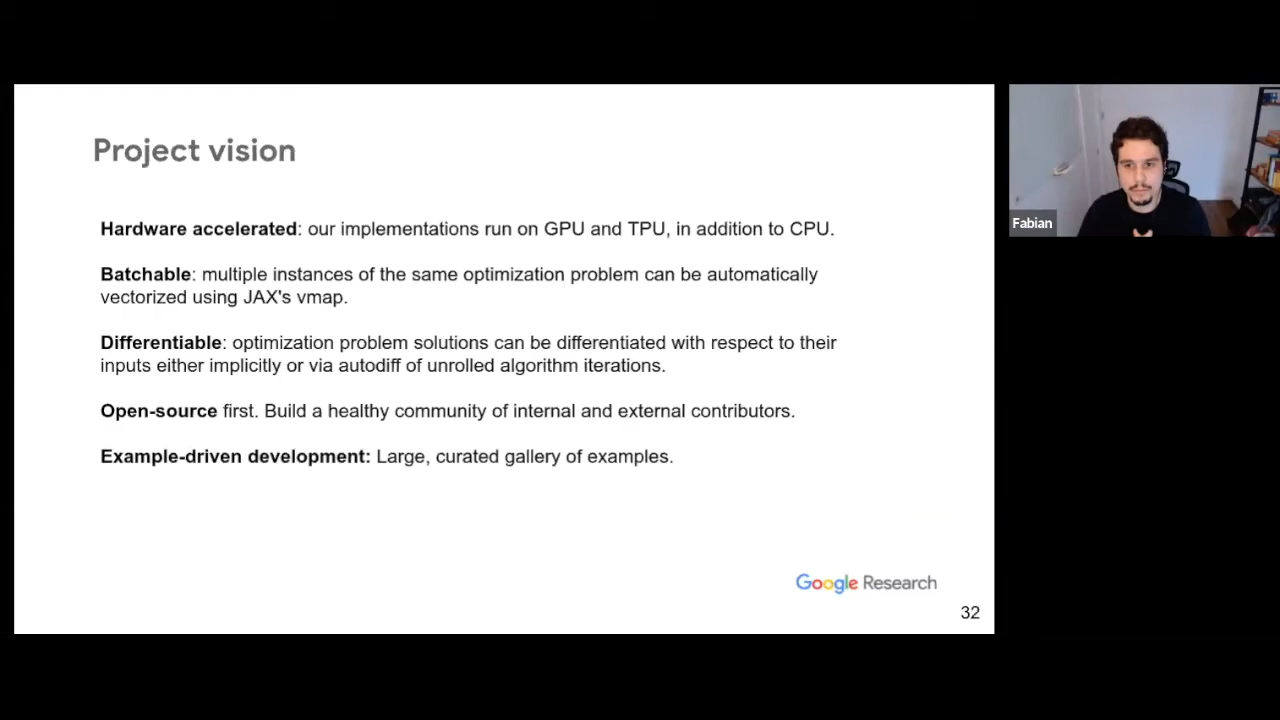 Project vision
Hardware accelerated: our implementations run on GPU and TPU, in addition to CPU.
Batchable: multiple instances of the same optimization problem can be automatically
vectorized using JAX's vmap.
Differentiable: optimization problem solutions can be differentiated with respect to their
inputs either implicitly or via autodiff of unrolled algorithm iterations.
Open-source first. Build a healthy community of internal and external contributors.
Example-driven development: Large, curated gallery of examples.
Google Research
32
Fabian